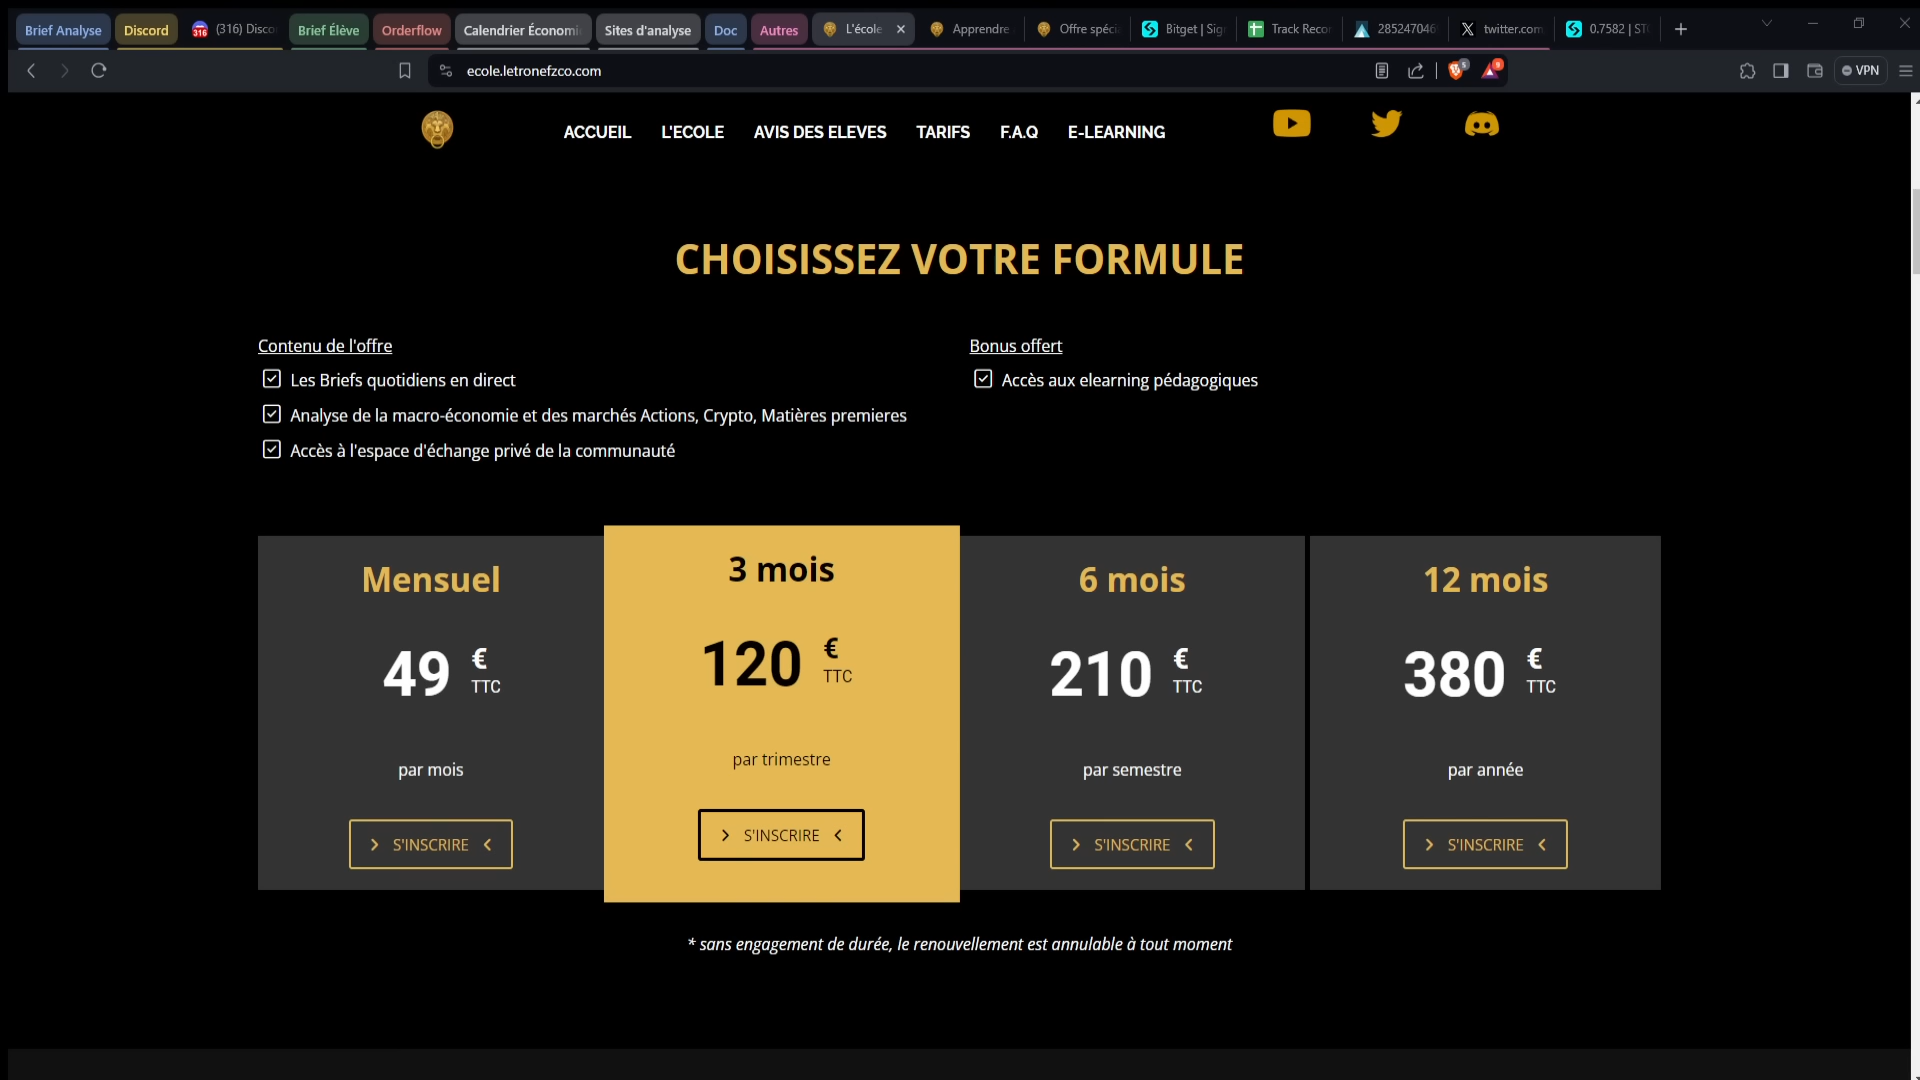 Brief Analyse Discord (316) Disco Brief Élève Orderflow Calendrier Économi Sites d'analyse Doc Autres L'école Apprendre Offre spéci Bitget | Sig Track Recor 285247046 twitter.com 0.7582 | ST
ecole.letronefzco.com VPN
ACCUEIL L'ECOLE AVIS DES ELEVES TARIFS F.A.Q E-LEARNING
CHOISISSEZ VOTRE FORMULE
Contenu de l'offre
Les Briefs quotidiens en direct
Analyse de la macro-économie et des marchés Actions, Crypto, Matières premieres
Accès à l'espace d'échange privé de la communauté
Bonus offert
Accès aux elearning pédagogiques
Mensuel
49 € TTC
par mois
S'INSCRIRE
3 mois
120 € TTC
par trimestre
S'INSCRIRE
6 mois
210 € TTC
par semestre
S'INSCRIRE
12 mois
380 € TTC
par année
S'INSCRIRE
* sans engagement de durée, le renouvellement est annulable à tout moment